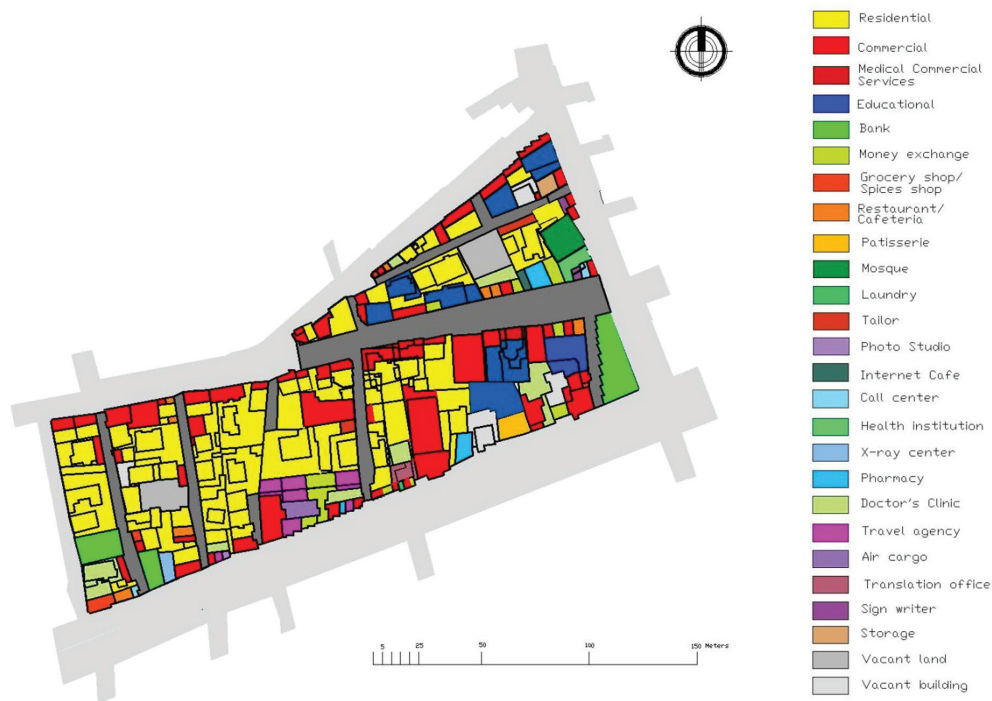 Residential
Commercial
Medical Commercial
Services
Educational
Bank
Money exchange
Grocery shop/
Spices shop
Restaurant/
Cafeteria
Patisserie
Mosque
Laundry
Tailor
Photo Studio
Internet Cafe
Call center
Health institution
X-ray center
Pharmacy
Doctor's Clinic
Travel agency
Air cargo
Translation office
Sign writer
Storage
Vacant land
Vacant building
5 25 50 100 150 Meters